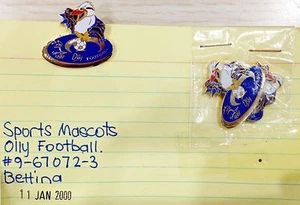 Sports Mascots
Olly Football.
#9-67072-3
Bettina
11 JAN 2000